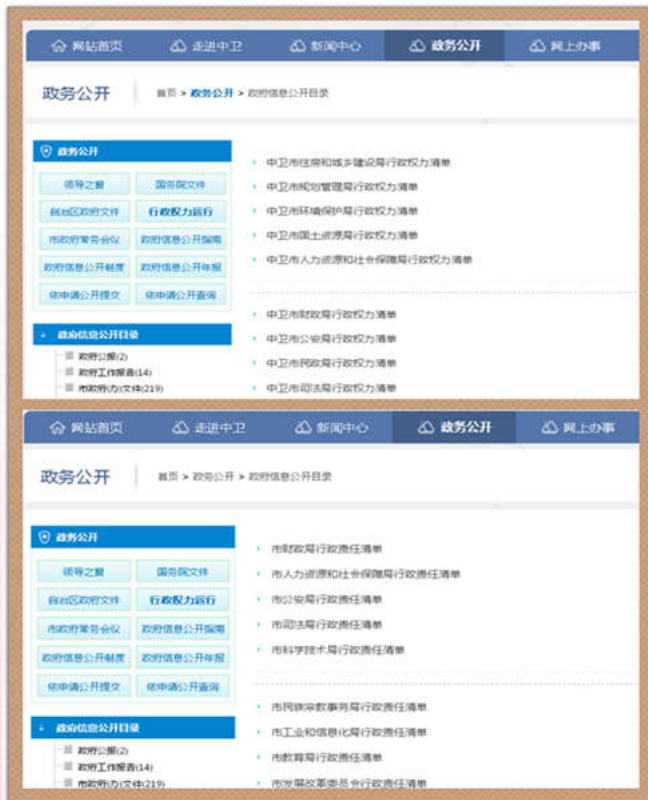 网站首页 走进中卫 新闻中心 政务公开 网上办事
政务公开 首页 > 政务公开 > 政府信息公开目录
政务公开
领导之窗 国务院文件
自治区政府文件 行政权力运行
市政府常务会议 政府信息公开指南
政府信息公开制度 政府信息公开年报
依申请公开提交 依申请公开查询
政府信息公开目录
政府公报(2)
政府工作报告(14)
市政府(办)文件(219)
中卫市住房和城乡建设局行政权力清单
中卫市规划管理局行政权力清单
中卫市环境保护局行政权力清单
中卫市国土资源局行政权力清单
中卫市人力资源和社会保障局行政权力清单
中卫市财政局行政权力清单
中卫市公安局行政权力清单
中卫市民政局行政权力清单
中卫市司法局行政权力清单
网站首页 走进中卫 新闻中心 政务公开 网上办事
政务公开 首页 > 政务公开 > 政府信息公开目录
政务公开
领导之窗 国务院文件
自治区政府文件 行政权力运行
市政府常务会议 政府信息公开指南
政府信息公开制度 政府信息公开年报
依申请公开提交 依申请公开查询
政府信息公开目录
政府公报(2)
政府工作报告(14)
市政府(办)文件(219)
市财政局行政责任清单
市人力资源和社会保障局行政责任清单
市公安局行政责任清单
市司法局行政责任清单
市科学技术局行政责任清单
市民族宗教事务局行政责任清单
市工业和信息化局行政责任清单
市教育局行政责任清单
市发展改革委员会行政责任清单